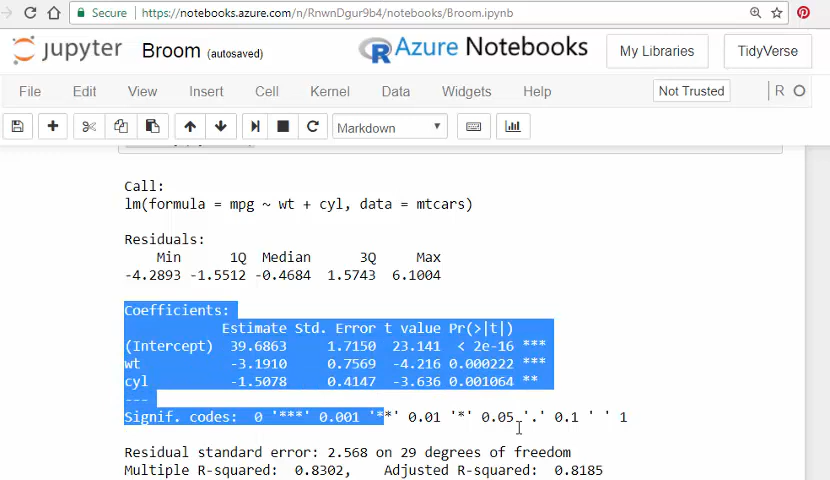 Secure | https://notebooks.azure.com/n/RnwnDgur9b4/notebooks/Broom.ipynb
jupyter Broom (autosaved) R Azure Notebooks My Libraries TidyVerse
File Edit View Insert Cell Kernel Data Widgets Help Not Trusted R
Markdown
Call:
lm(formula = mpg ~ wt + cyl, data = mtcars)
Residuals:
Min 1Q Median 3Q Max
-4.2893 -1.5512 -0.4684 1.5743 6.1004
Coefficients:
Estimate Std. Error t value Pr(>|t|)
(Intercept) 39.6863 1.7150 23.141 < 2e-16 ***
wt -3.1910 0.7569 -4.216 0.000222 ***
cyl -1.5078 0.4147 -3.636 0.001064 **
---
Signif. codes: 0 '***' 0.001 '**' 0.01 '*' 0.05 '.' 0.1 ' ' 1
Residual standard error: 2.568 on 29 degrees of freedom
Multiple R-squared: 0.8302, Adjusted R-squared: 0.8185